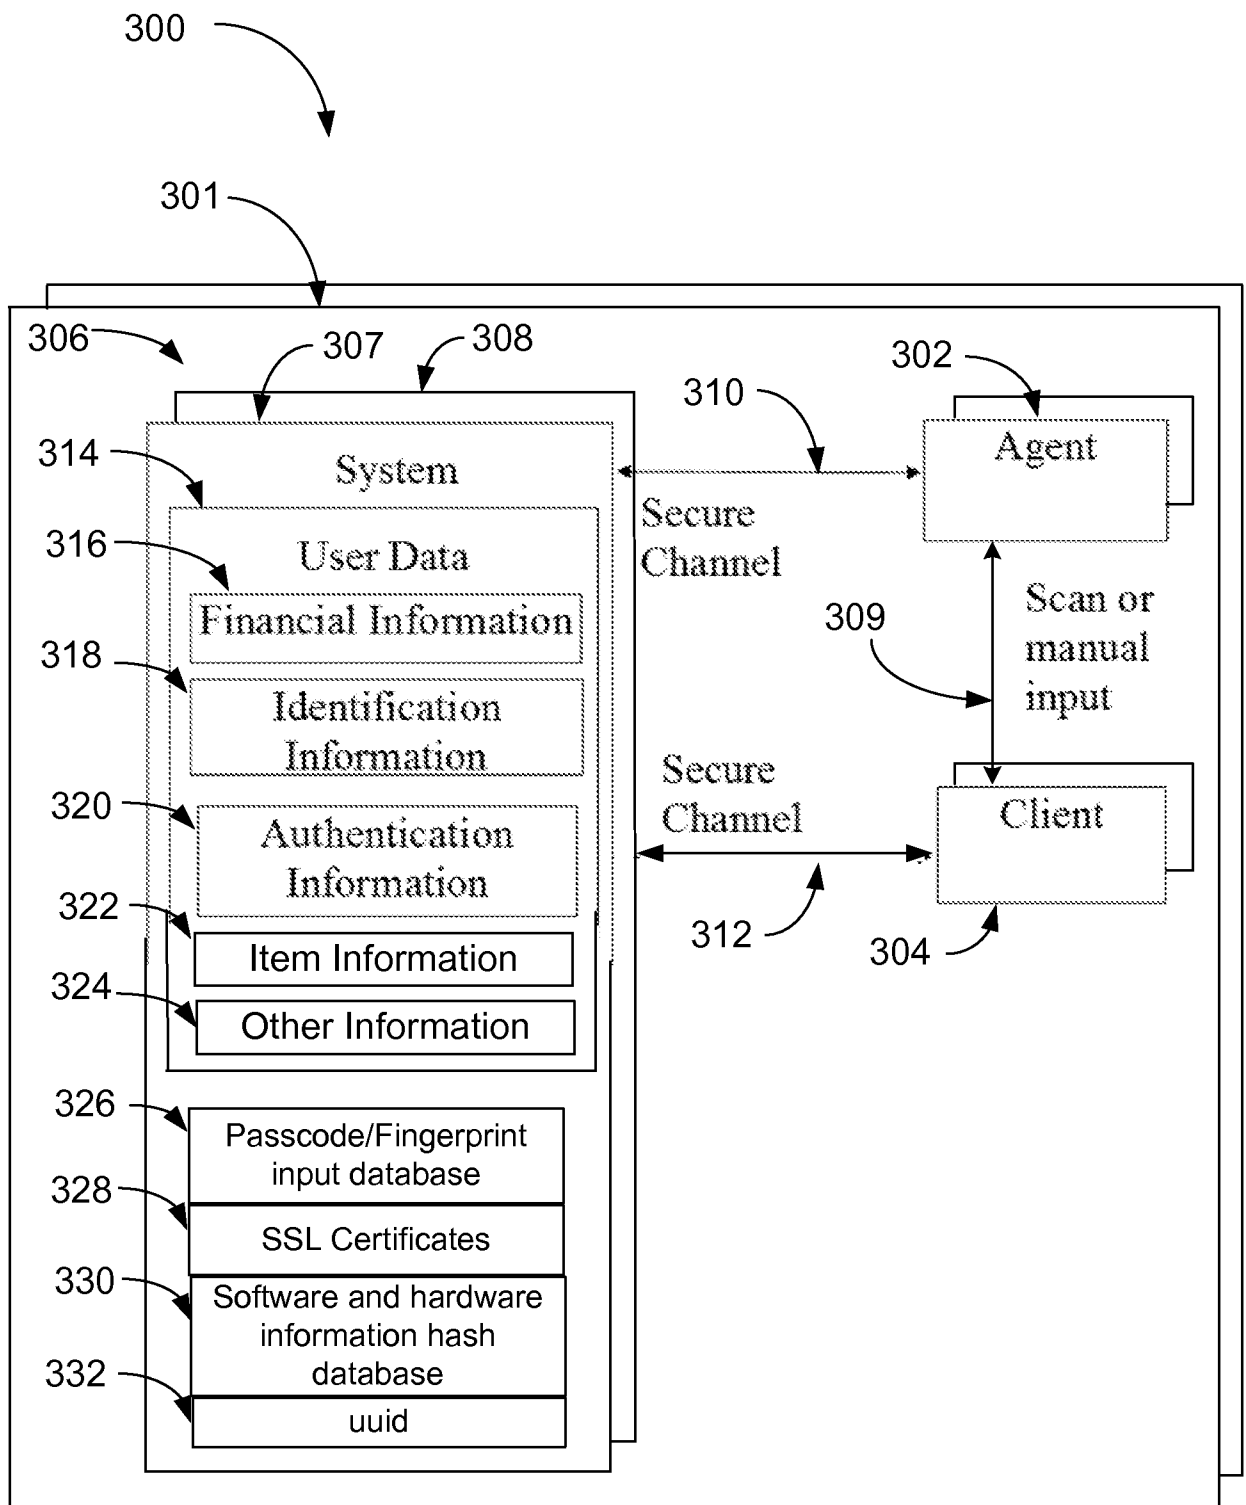 300
301
306
307
308
302
310
314
System
Agent
Secure
Channel
316
User Data
Financial Information
309
Scan or
manual
input
318
Identification
Information
Secure
Channel
320
Authentication
Information
Client
322
Item Information
312
304
324
Other Information
326
Passcode/Fingerprint
input database
328
SSL Certificates
330
Software and hardware
information hash
database
332
uuid